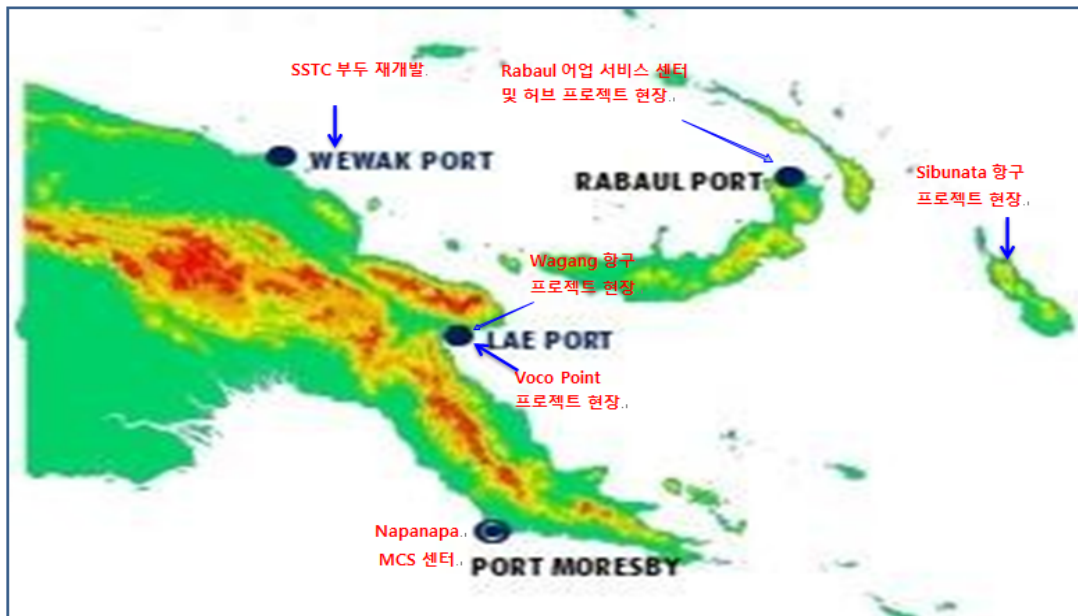 SSTC 부두 재개발.
Rabaul 어업 서비스 센터
및 허브 프로젝트 현장.
WEWAK PORT
RABAUL PORT
Sibunata 항구
프로젝트 현장.
Wagang 항구
프로젝트 현장
LAE PORT
Voco Point
프로젝트 현장.
Napanapa.
MCS 센터.
PORT MORESBY